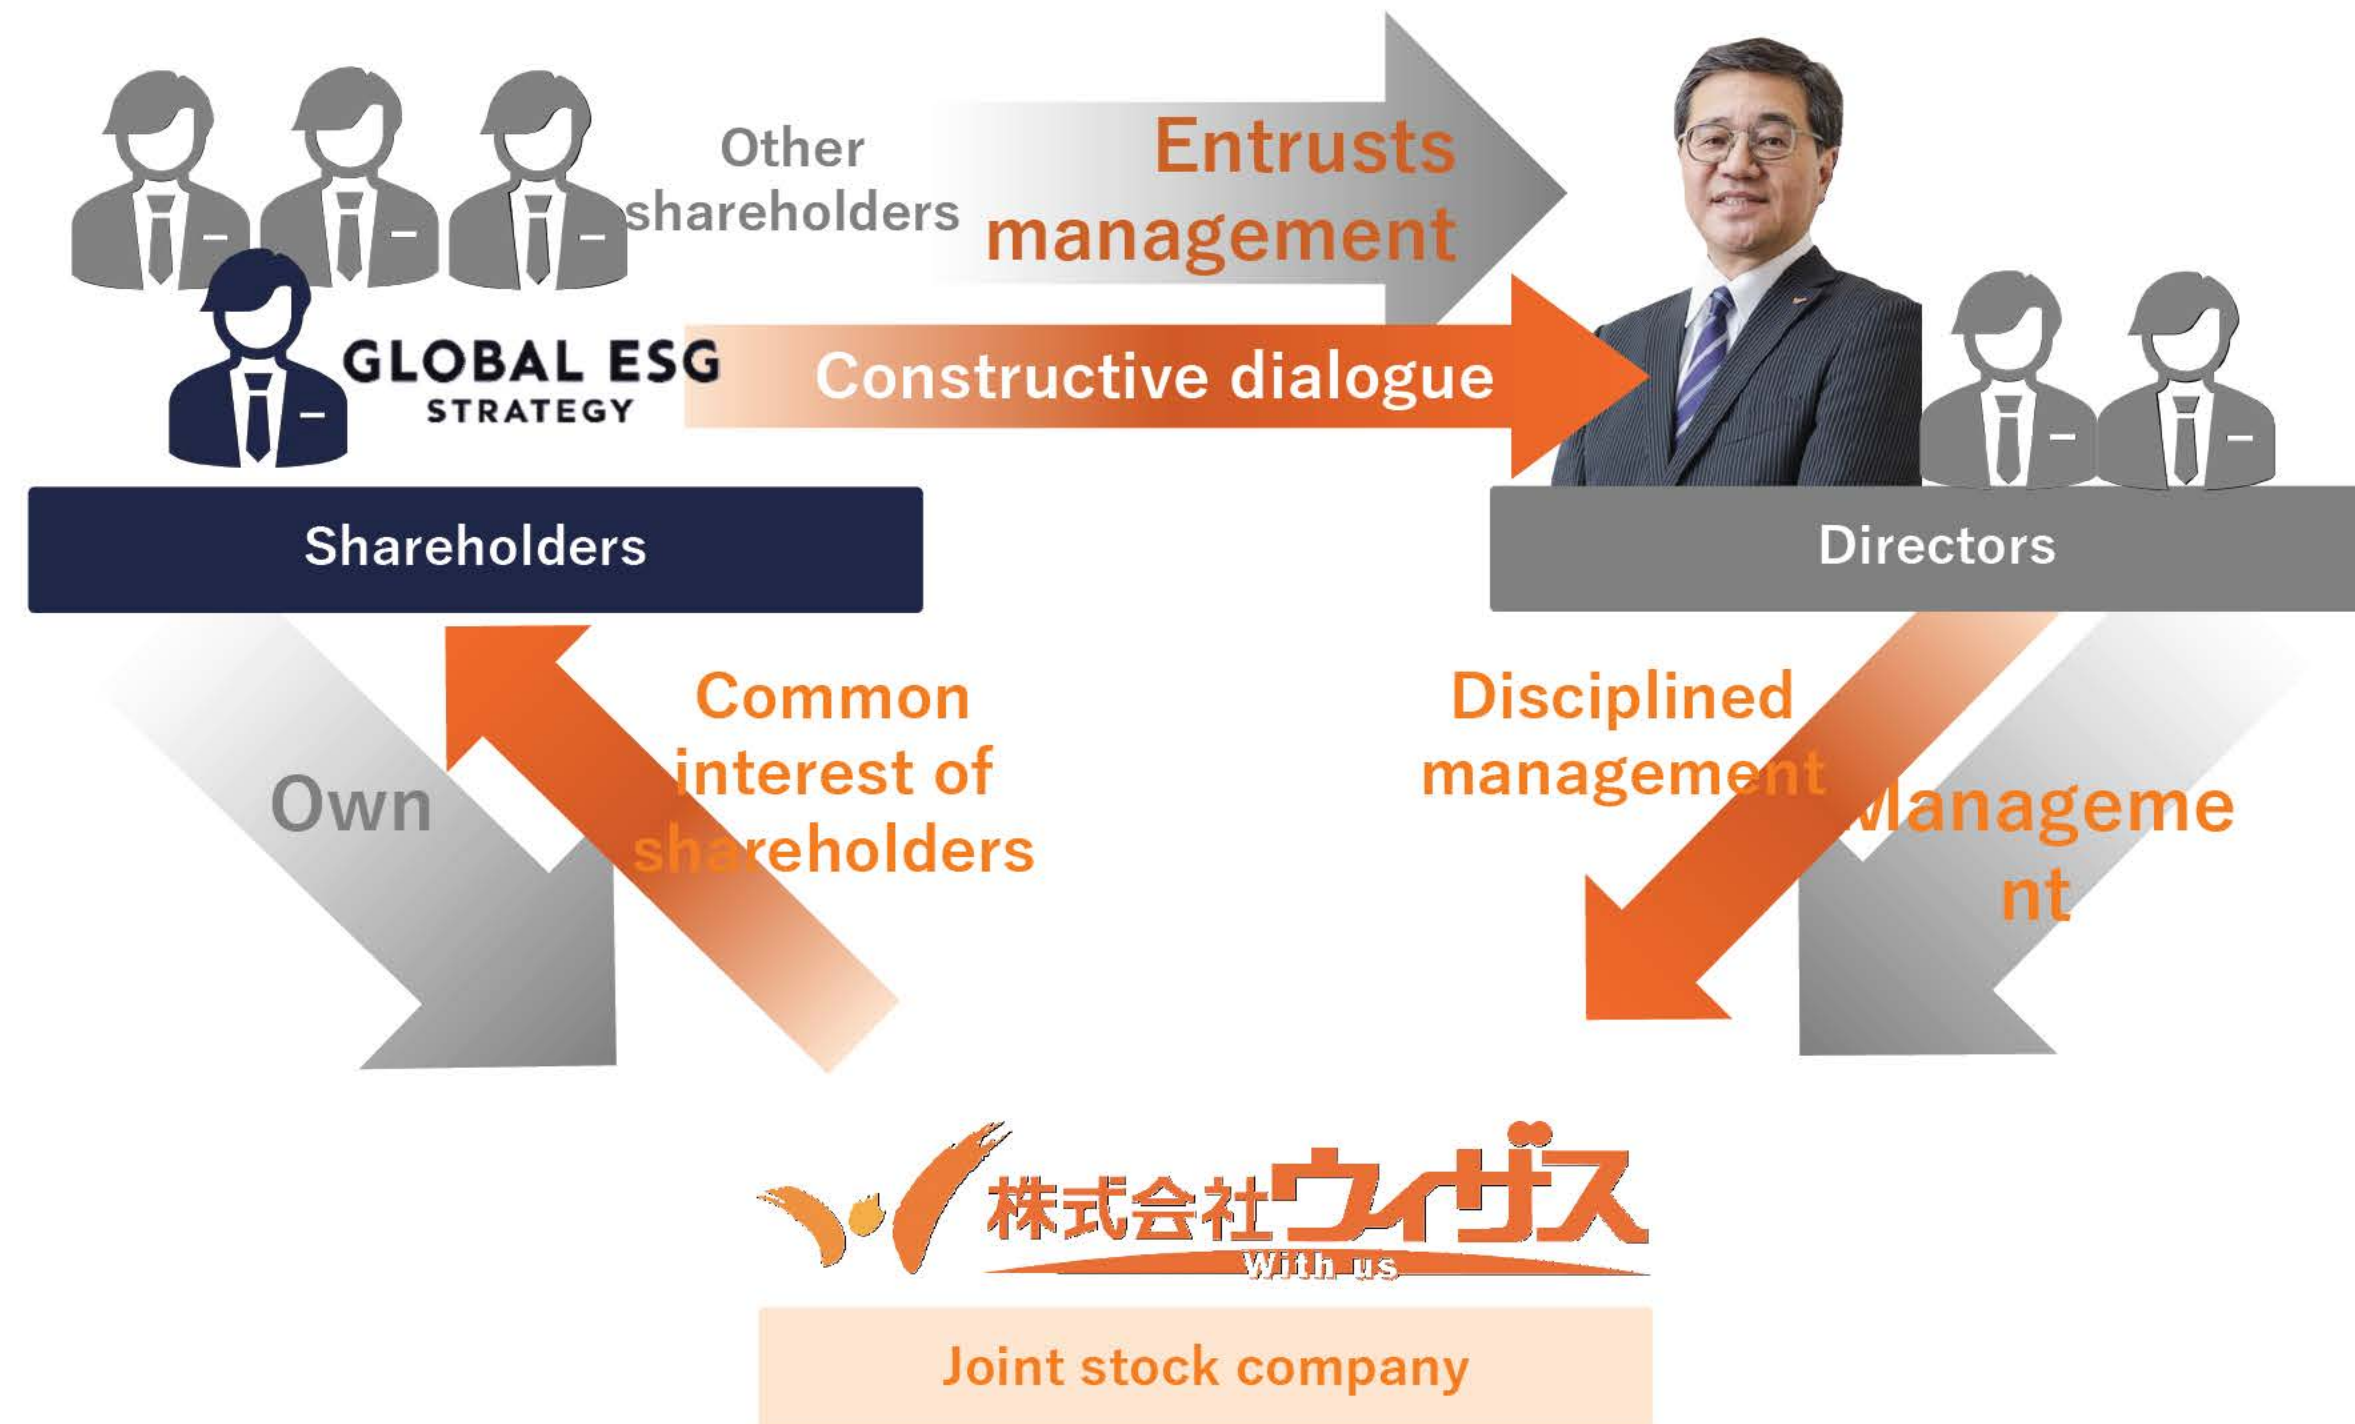 Other
shareholders
Entrusts
management
GLOBAL ESG
STRATEGY
Constructive dialogue
Shareholders
Directors
Own
Common
interest of
shareholders
Disciplined
management
Manageme
nt
株式会社ウィザス
With us
Joint stock company